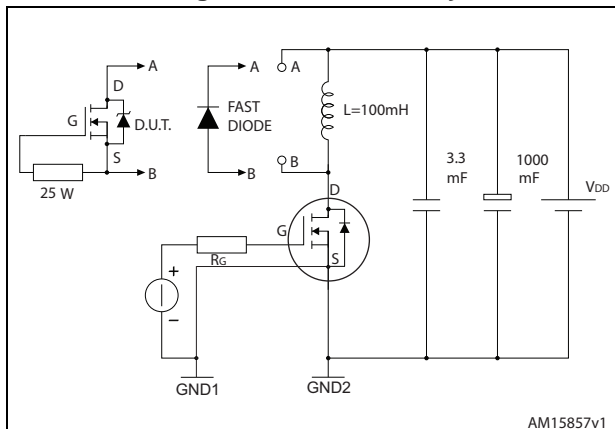 A
A
A
D
G
D.U.T.
FAST
DIODE
L=100mH
S
B
B
B
25 W
3.3
mF
1000
mF
VDD
D
G
RG
S
+
−
GND1
GND2
AM15857v1